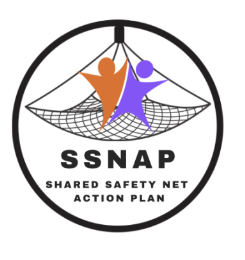 SSNAP
SHARED SAFETY NET
ACTION PLAN